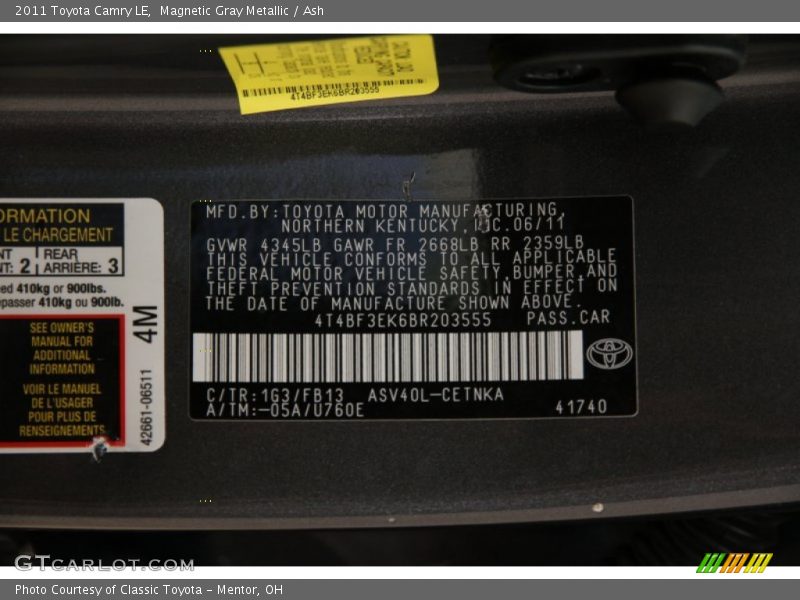 2011 Toyota Camry LE,  Magnetic Gray Metallic / Ash
4T4BF3EK6BR203555
ORMATION
LE CHARGEMENT
NT: 2
REAR
ARRIÈRE: 3
ed 410kg or 900lbs.
passer 410kg ou 900lb.
SEE OWNER'S
MANUAL FOR
ADDITIONAL
INFORMATION
VOIR LE MANUEL
DE L'USAGER
POUR PLUS DE
RENSEIGNEMENTS
4M
42661-06511
MFD.BY:TOYOTA MOTOR MANUFACTURING,
NORTHERN KENTUCKY, INC.06/11
GVWR 4345LB GAWR FR 2668LB RR 2359LB
THIS VEHICLE CONFORMS TO ALL APPLICABLE
FEDERAL MOTOR VEHICLE SAFETY,BUMPER,AND
THEFT PREVENTION STANDARDS IN EFFECT ON
THE DATE OF MANUFACTURE SHOWN ABOVE.
4T4BF3EK6BR203555 PASS.CAR
C/TR:1G3/FB13 ASV40L-CETNKA
A/TM:-05A/U760E 41740
GTCARLOT.COM
Photo Courtesy of Classic Toyota - Mentor, OH